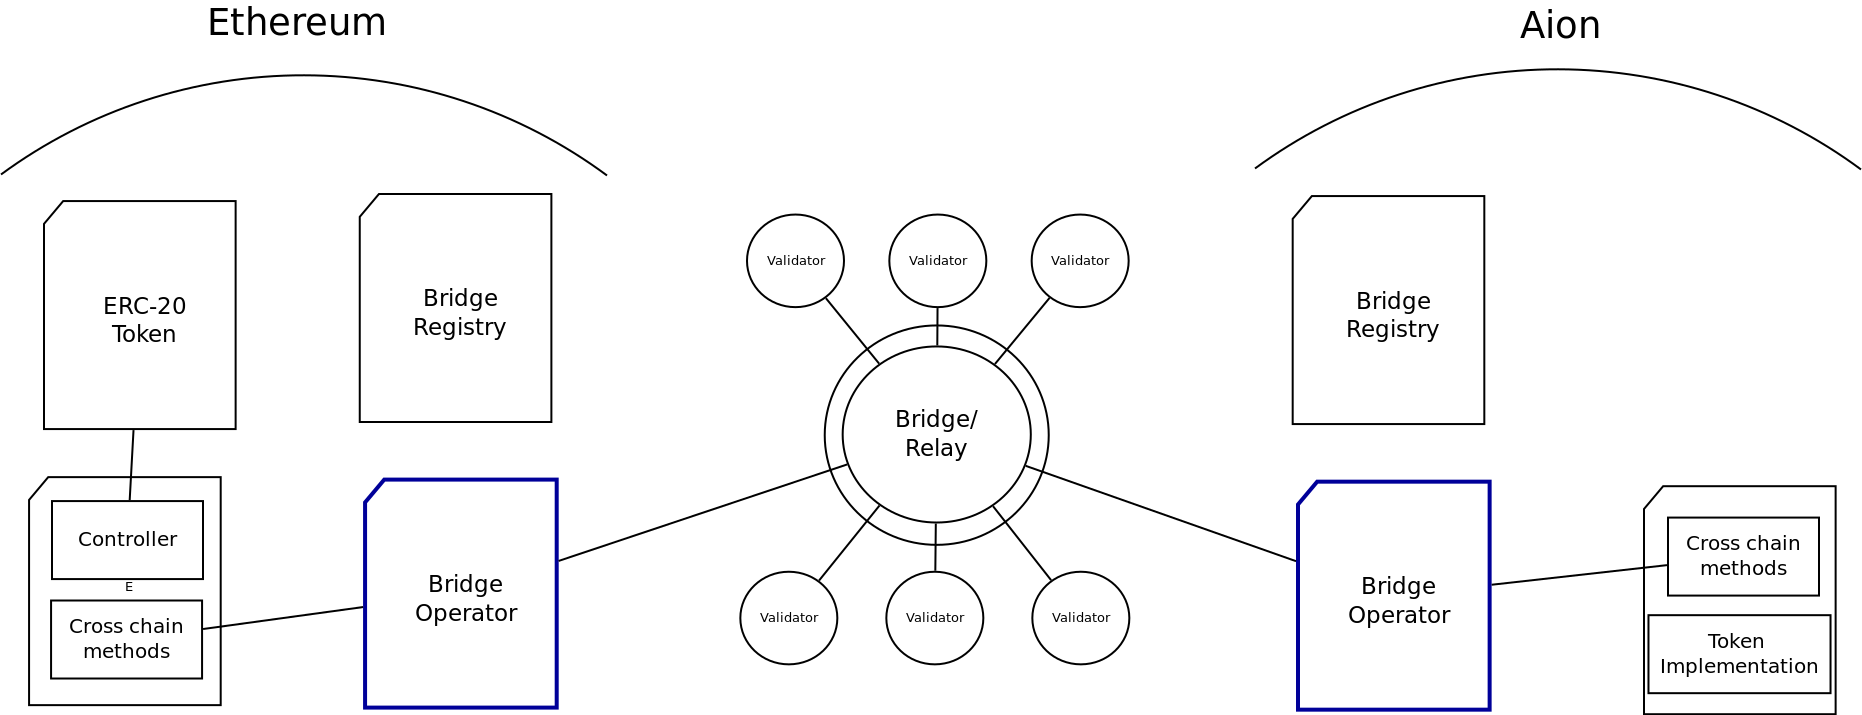 Ethereum
Aion
ERC-20
Token
Bridge
Registry
Validator
Validator
Validator
Bridge
Registry
Bridge/
Relay
Controller
E
Cross chain
methods
Bridge
Operator
Validator
Validator
Validator
Bridge
Operator
Cross chain
methods
Token
Implementation